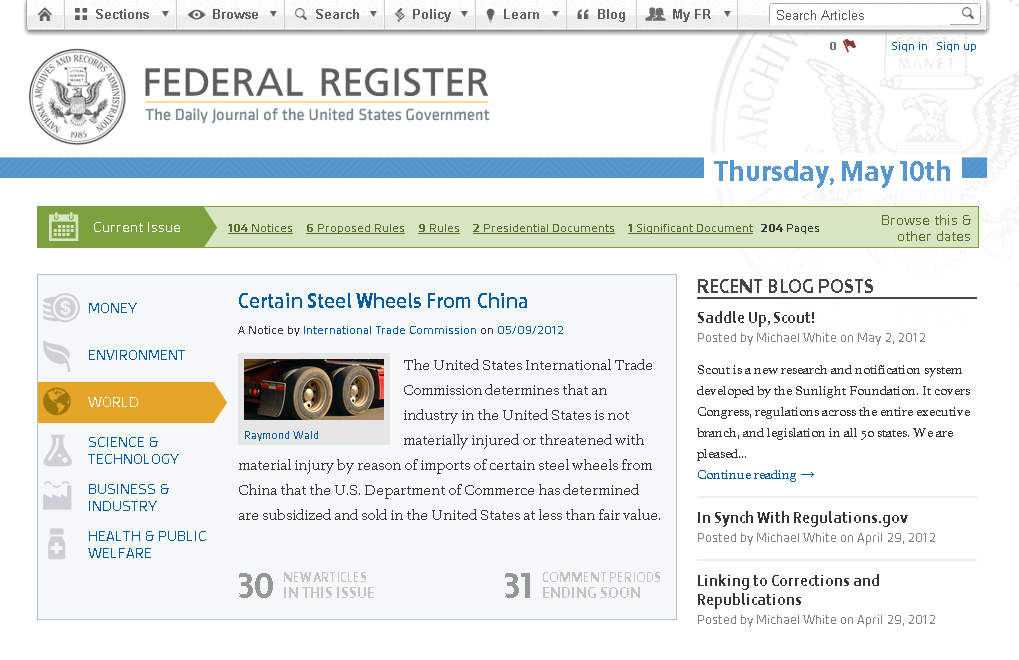 Sections Browse Search Policy Learn Blog My FR Search Articles
0 Sign in Sign up
NATIONAL ARCHIVES AND RECORDS ADMINISTRATION
1985
FEDERAL REGISTER
The Daily Journal of the United States Government
Thursday, May 10th
Current Issue 104 Notices 6 Proposed Rules 9 Rules 2 Presidential Documents 1 Significant Document 204 Pages
Browse this &
other dates
MONEY
ENVIRONMENT
WORLD
SCIENCE &
TECHNOLOGY
BUSINESS &
INDUSTRY
HEALTH & PUBLIC
WELFARE
Certain Steel Wheels From China
A Notice by International Trade Commission on 05/09/2012
Raymond Wald
The United States International Trade
Commission determines that an
industry in the United States is not
materially injured or threatened with
material injury by reason of imports of certain steel wheels from
China that the U.S. Department of Commerce has determined
are subsidized and sold in the United States at less than fair value.
30 NEW ARTICLES
IN THIS ISSUE
31 COMMENT PERIODS
ENDING SOON
RECENT BLOG POSTS
Saddle Up, Scout!
Posted by Michael White on May 2, 2012
Scout is a new research and notification system
developed by the Sunlight Foundation. It covers
Congress, regulations across the entire executive
branch, and legislation in all 50 states. We are
pleased...
Continue reading →
In Synch With Regulations.gov
Posted by Michael White on April 29, 2012
Linking to Corrections and
Republications
Posted by Michael White on April 29, 2012